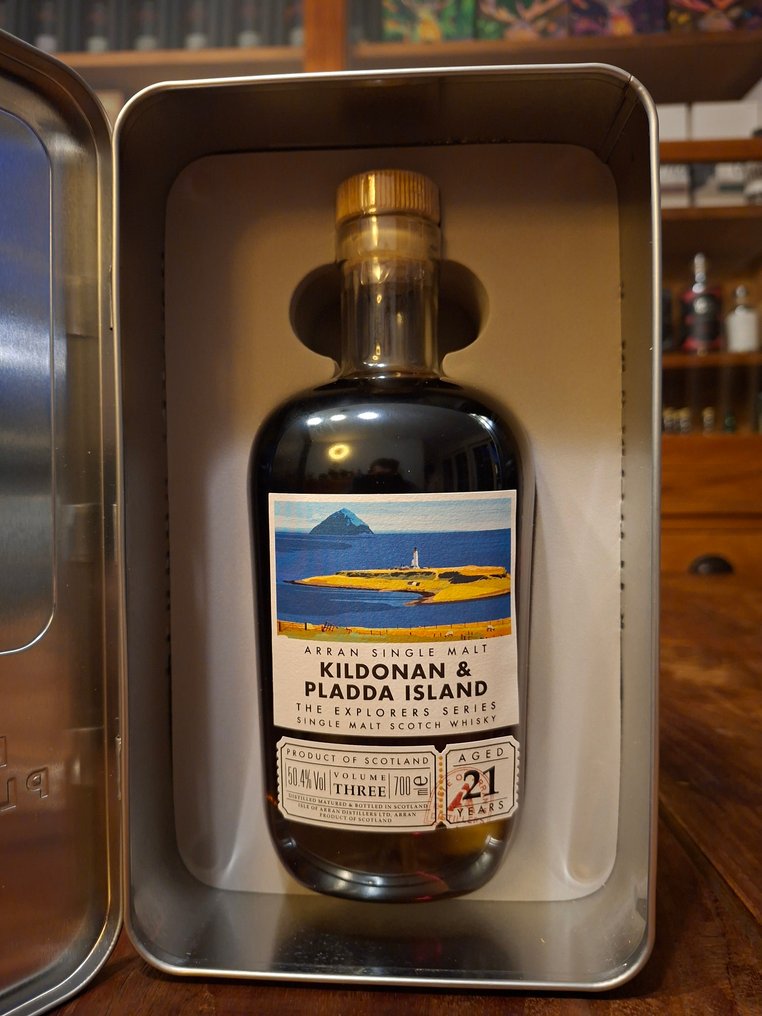 ARRAN SINGLE MALT
KILDONAN &
PLADDA ISLAND
THE EXPLORERS SERIES
SINGLE MALT SCOTCH WHISKY
PRODUCT OF SCOTLAND
50.4% Vol
VOLUME
THREE
700 ml e
DISTILLED MATURED & BOTTLED IN SCOTLAND
ISLE OF ARRAN DISTILLERS LTD. ARRAN
PRODUCT OF SCOTLAND
AGED
21
YEARS